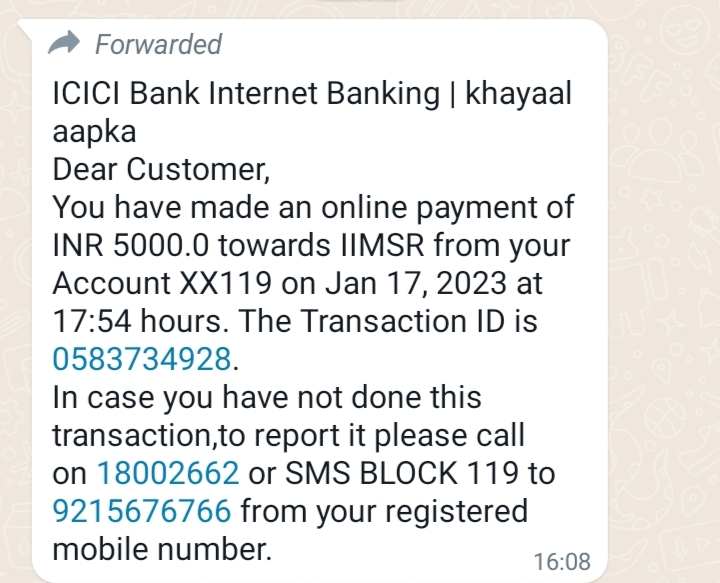 Forwarded
ICICI Bank Internet Banking | khayaal
aapka
Dear Customer,
You have made an online payment of
INR 5000.0 towards IIMSR from your
Account XX119 on Jan 17, 2023 at
17:54 hours. The Transaction ID is
0583734928.
In case you have not done this
transaction,to report it please call
on 18002662 or SMS BLOCK 119 to
9215676766 from your registered
mobile number.
16:08